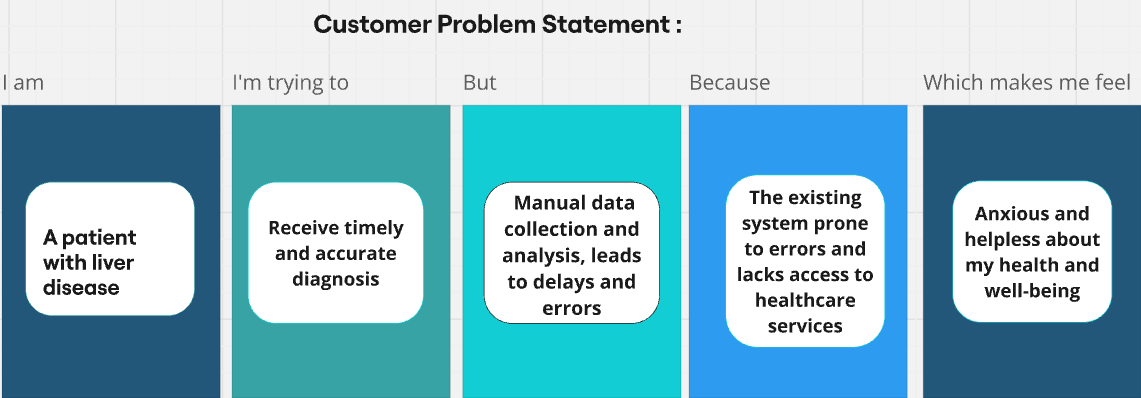 Customer Problem Statement :
I am
I'm trying to
But
Because
Which makes me feel
A patient
with liver
disease
Receive timely
and accurate
diagnosis
Manual data
collection and
analysis, leads
to delays and
errors
The existing
system prone
to errors and
lacks access to
healthcare
services
Anxious and
helpless about
my health and
well-being